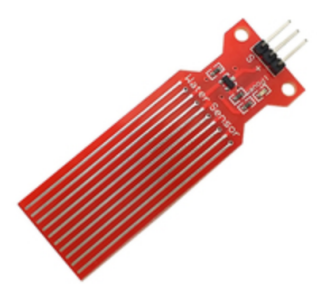 S + -
Water Sensor